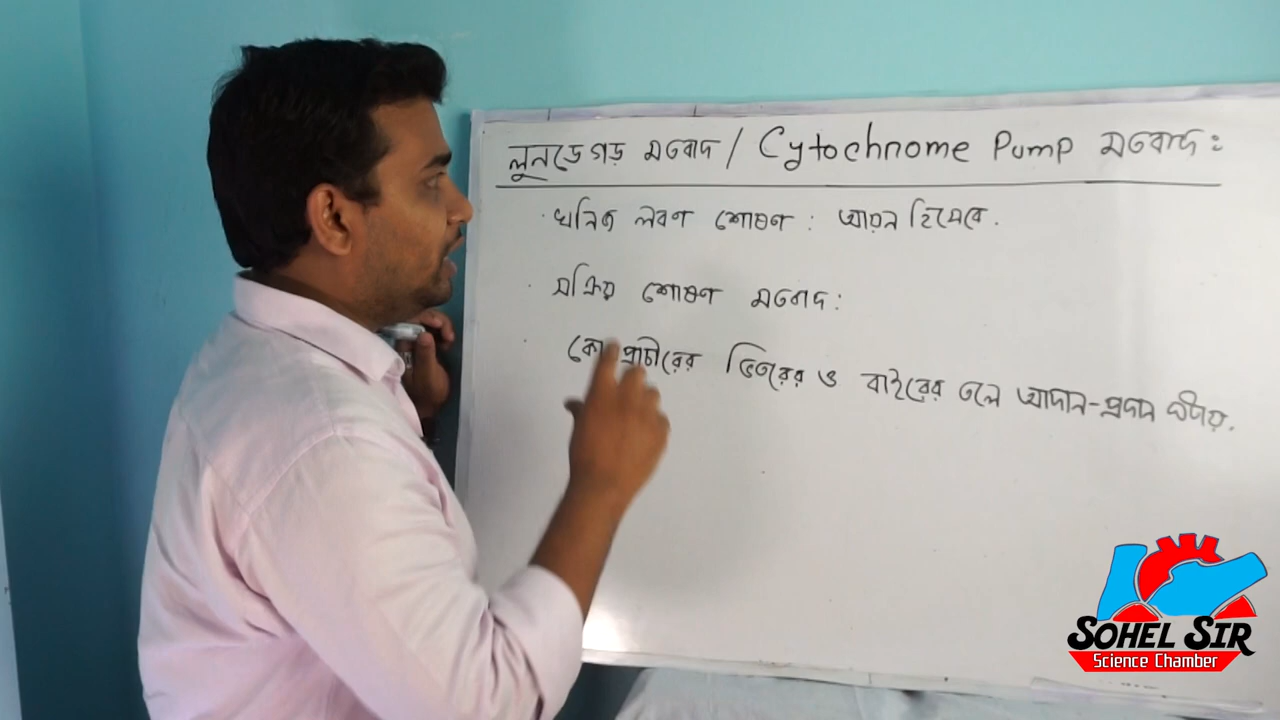 লুনডেগড় মতবাদ / Cytochrome Pump মতবাদ:
· খনিজ লবণ শোষণ : আয়ন হিসেবে.
· সক্রিয় শোষণ মতবাদ:
· প্রাচীরের ভিতরের ও বাইরের তলে আদান-প্রদান ঘটায়.
SOHEL SIR
Science Chamber